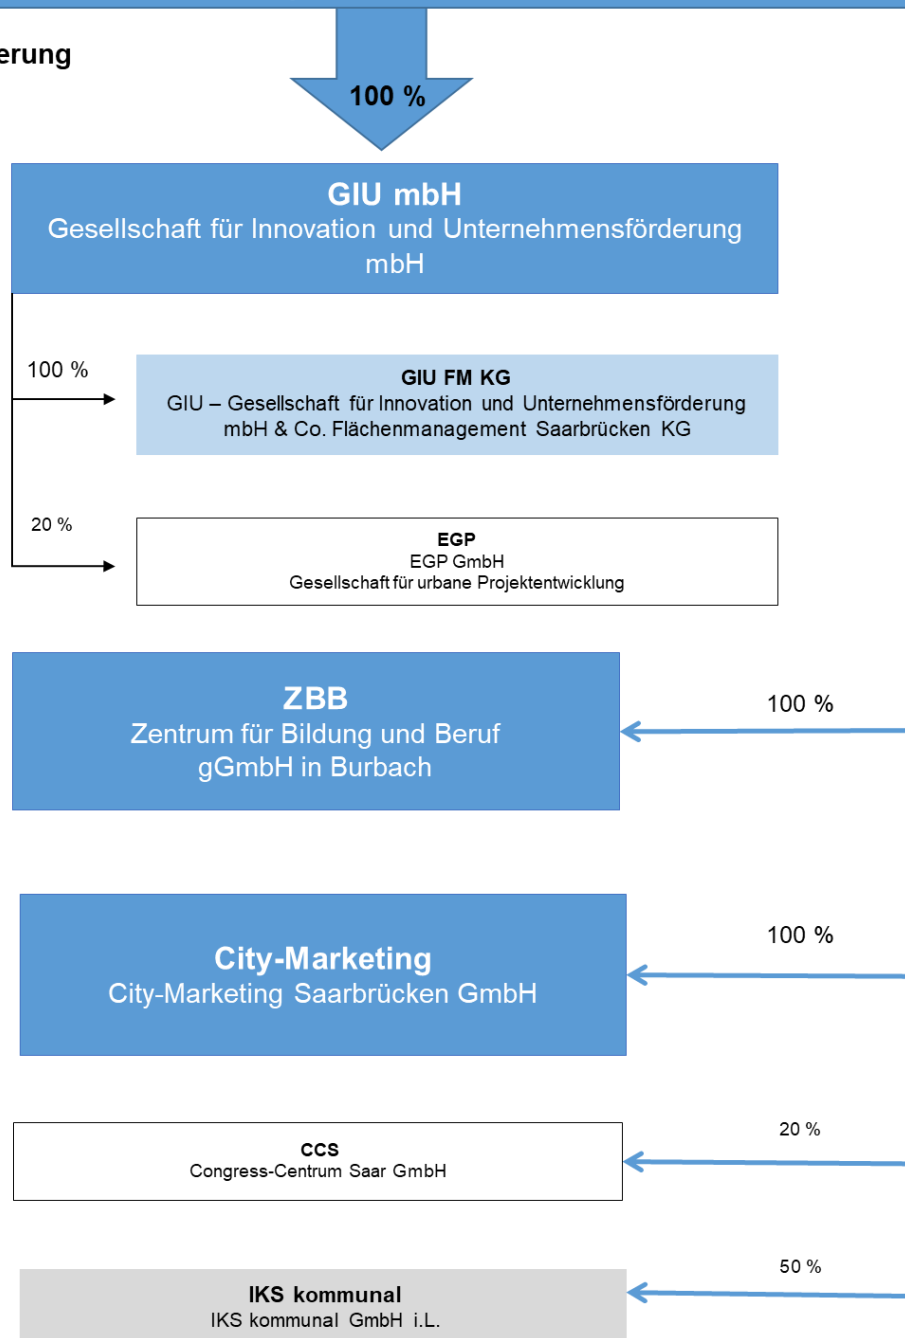 erung
100 %
GIU mbH
Gesellschaft für Innovation und Unternehmensförderung
mbH
100 %
GIU FM KG
GIU – Gesellschaft für Innovation und Unternehmensförderung
mbH & Co. Flächenmanagement Saarbrücken KG
20 %
EGP
EGP GmbH
Gesellschaft für urbane Projektentwicklung
ZBB
Zentrum für Bildung und Beruf
gGmbH in Burbach
100 %
City-Marketing
City-Marketing Saarbrücken GmbH
100 %
CCS
Congress-Centrum Saar GmbH
20 %
IKS kommunal
IKS kommunal GmbH i.L.
50 %